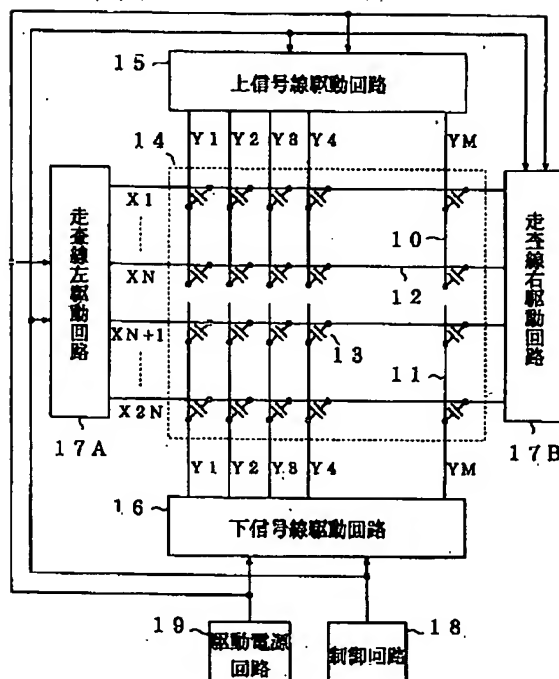 15
上信号線駆動回路
Y1 Y2 Y3 Y4 YM
14
走査線左駆動回路
X1
XN
XN+1
X2N
10
12
13
11
走査線右駆動回路
17A
17B
Y1 Y2 Y3 Y4 YM
16
下信号線駆動回路
19
駆動電源
回路
18
制御回路